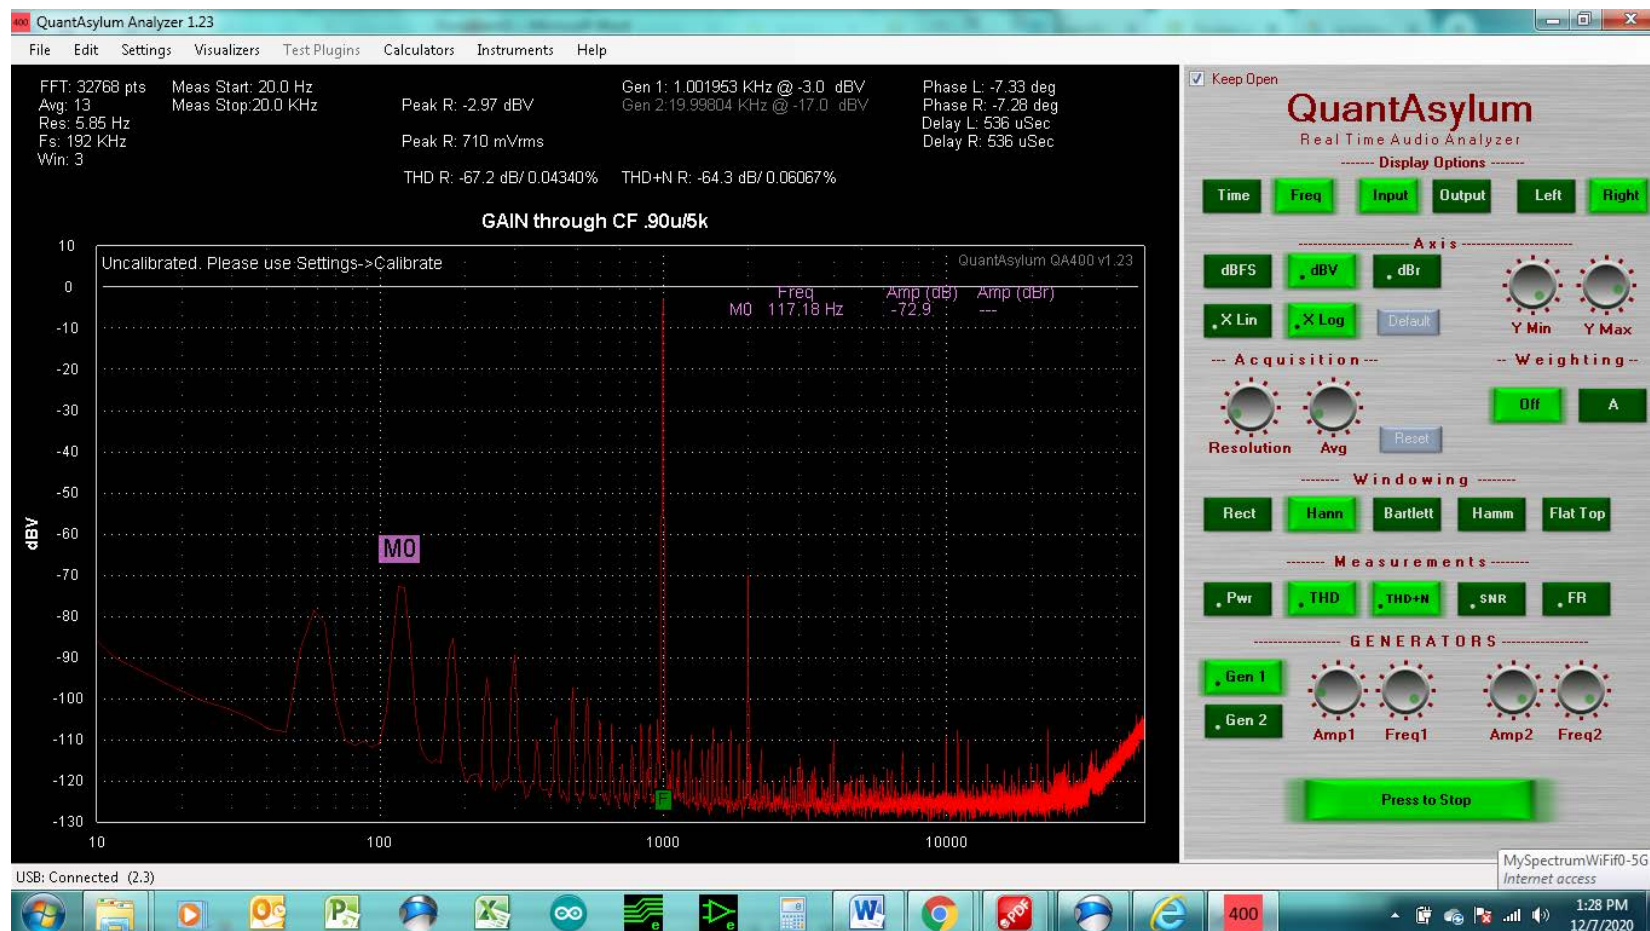 400 QuantAsylum Analyzer 1.23
File Edit Settings Visualizers Test Plugins Calculators Instruments Help
FFT: 32768 pts
Avg: 13
Res: 5.85 Hz
Fs: 192 KHz
Win: 3
Meas Start: 20.0 Hz
Meas Stop:20.0 KHz
Peak R: -2.97 dBV
Peak R: 710 mVrms
THD R: -67.2 dB/ 0.04340%
THD+N R: -64.3 dB/ 0.06067%
Gen 1: 1.001953 KHz @ -3.0 dBV
Gen 2:19.99804 KHz @ -17.0 dBV
Phase L: -7.33 deg
Phase R: -7.28 deg
Delay L: 536 uSec
Delay R: 536 uSec
GAIN through CF .90u/5k
Uncalibrated. Please use Settings->Calibrate
QuantAsylum QA400 v1.23
Freq Amp (dB) Amp (dBr)
M0 117.18 Hz -72.9 ---
M0
F
dBV
10
0
-10
-20
-30
-40
-50
-60
-70
-80
-90
-100
-110
-120
-130
10 100 1000 10000
Keep Open
QuantAsylum
Real Time Audio Analyzer
------ Display Options ------
Time Freq Input Output Left Right
Axis
dBFS dBV dBr
X Lin X Log Default
Y Min Y Max
--- Acquisition ---
-- Weighting --
Off A
Reset
Resolution Avg
------- Windowing -------
Rect Hann Bartlett Hamm Flat Top
------- Measurements -------
Pwr THD THD+N SNR FR
GENERATORS
Gen 1
Gen 2
Amp1 Freq1 Amp2 Freq2
Press to Stop
USB: Connected (2.3)
MySpectrumWiFif0-5G
Internet access
400
1:28 PM
12/7/2020